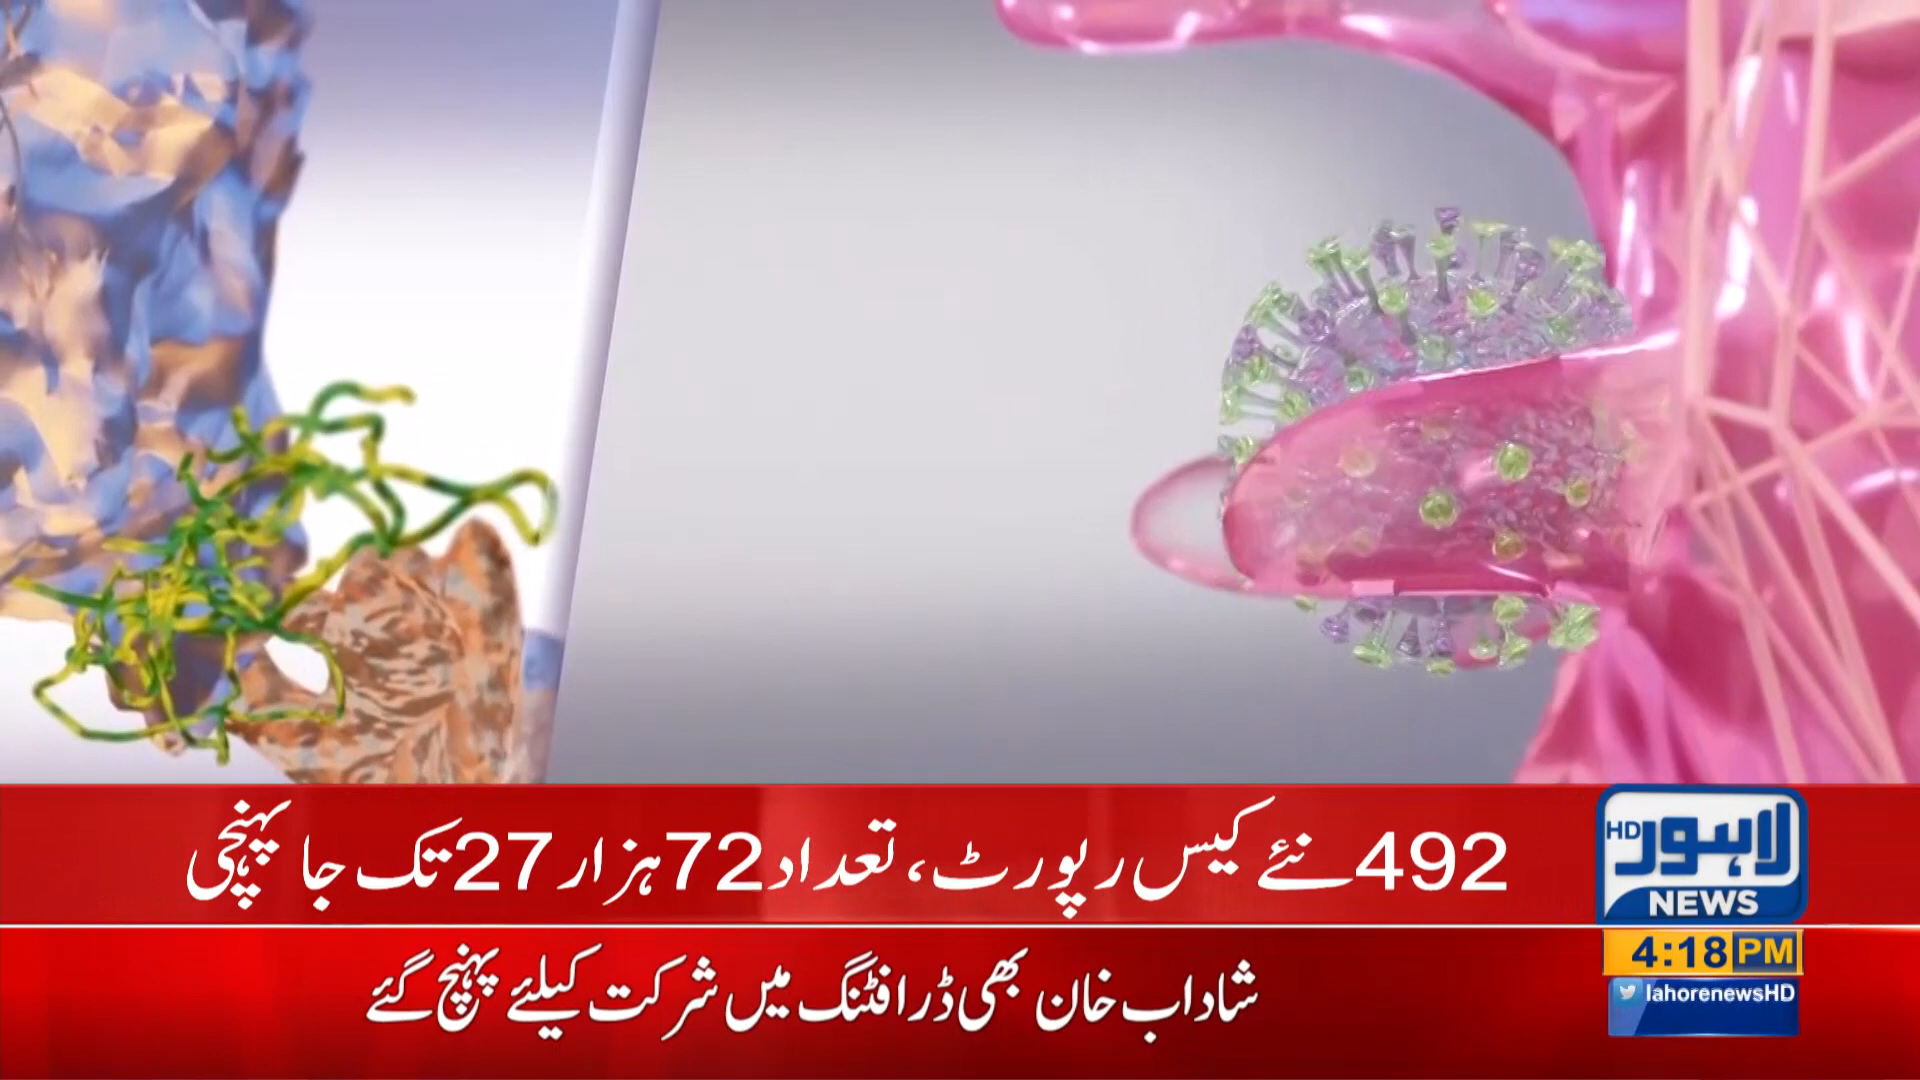 492 نئے کیس رپورٹ، تعداد 72 ہزار 27 تک جا پہنچی
HD لاہور
NEWS
4:18 PM
شاداب خان بھی ڈرافٹنگ میں شرکت کیلئے پہنچ گئے
lahorenewsHD